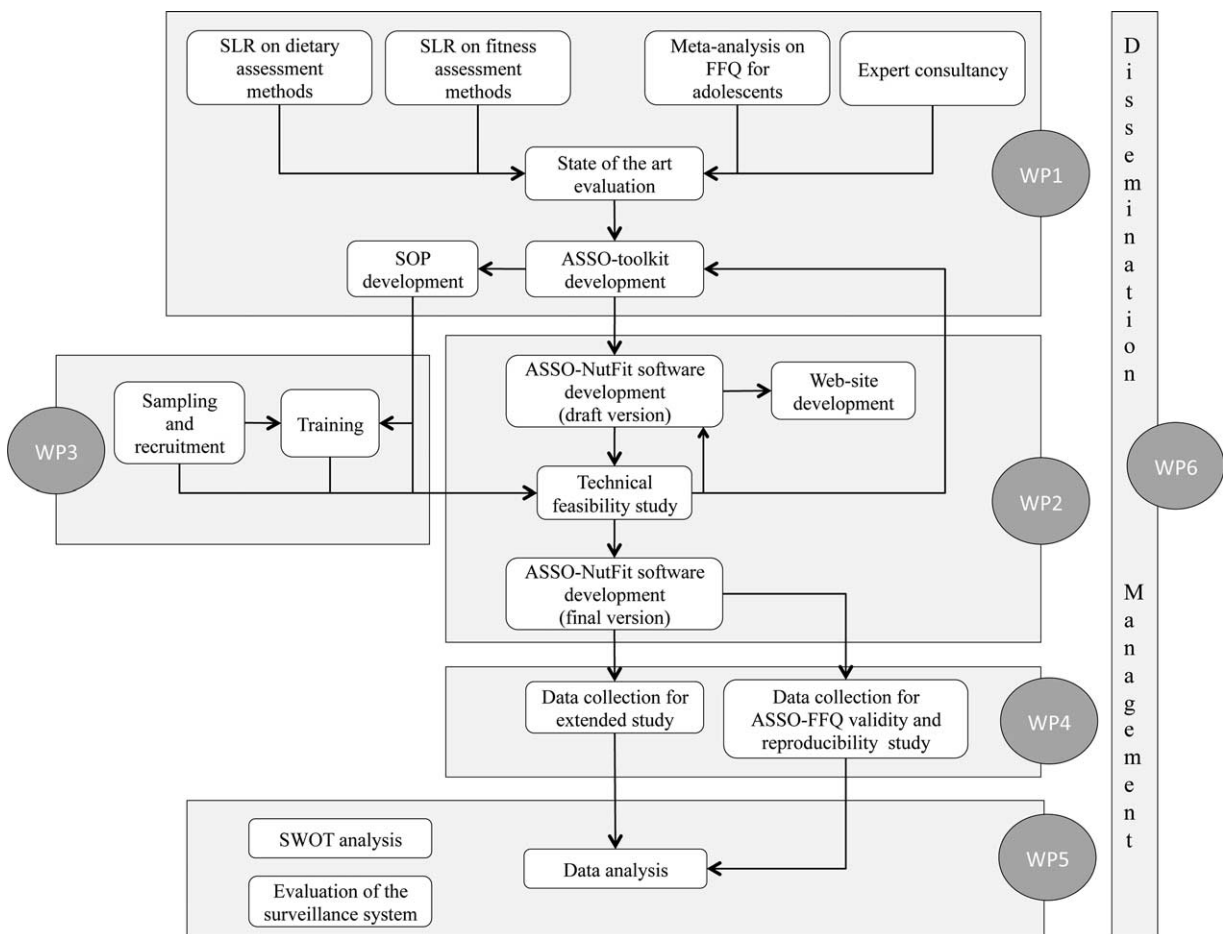 SLR on dietary
assessment
methods
SLR on fitness
assessment
methods
Meta-analysis on
FFQ for
adolescents
Expert consultancy
State of the art
evaluation
WP1
SOP
development
ASSO-toolkit
development
Sampling
and
recruitment
Training
WP3
ASSO-NutFit software
development
(draft version)
Web-site
development
Technical
feasibility study
WP2
ASSO-NutFit software
development
(final version)
Data collection for
extended study
Data collection for
ASSO-FFQ validity and
reproducibility study
WP4
SWOT analysis
Evaluation of the
surveillance system
Data analysis
WP5
Dissemination
Management
WP6